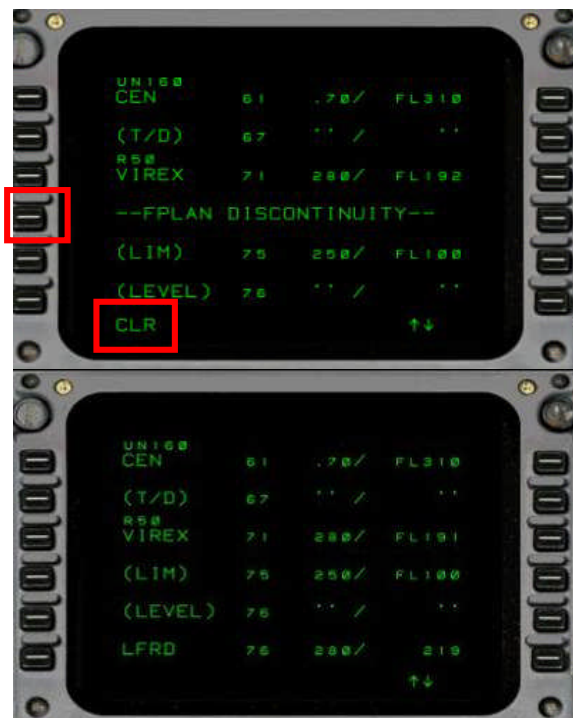 UN160
CEN 61 .70/ FL310
(T/D) 67 '' / ''
R50
VIREX 71 280/ FL192
--FPLAN DISCONTINUITY--
(LIM) 75 250/ FL100
(LEVEL) 76 '' / ''
CLR ↑↓
UN160
CEN 61 .70/ FL310
(T/D) 67 '' / ''
R50
VIREX 71 280/ FL191
(LIM) 75 250/ FL100
(LEVEL) 76 '' / ''
LFRD 76 280/ 219
↑↓